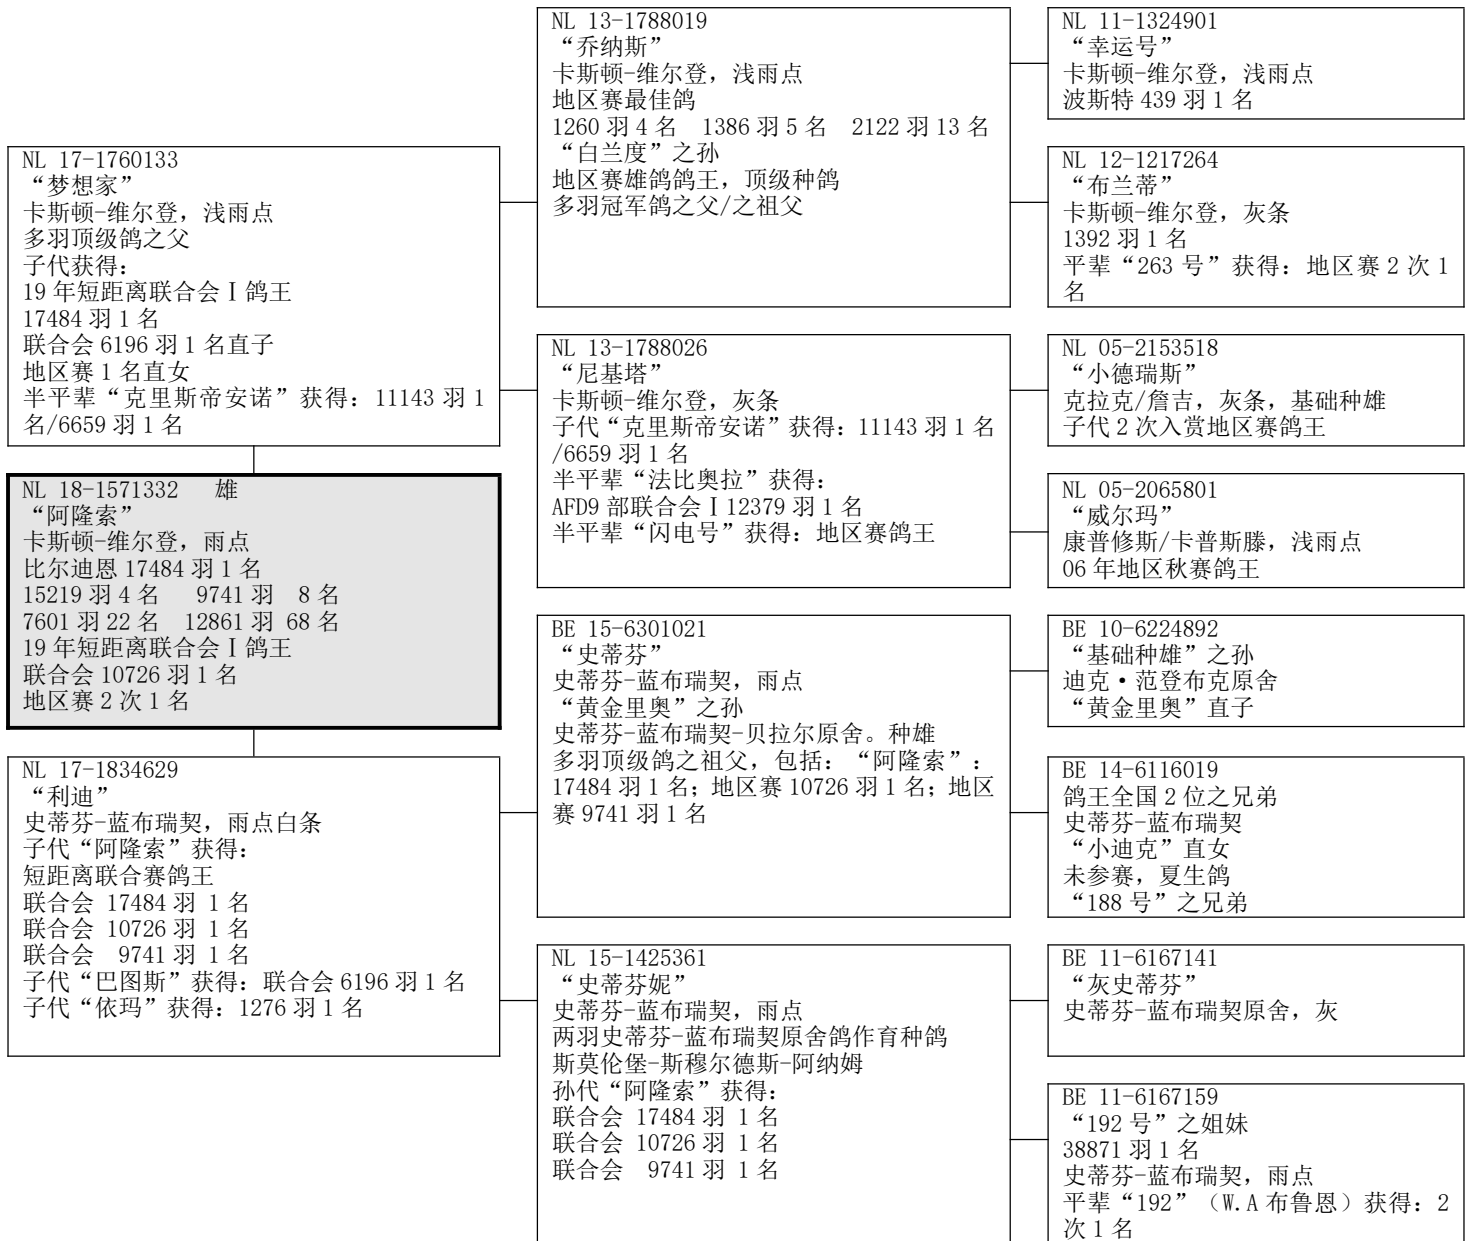 NL 17-1760133
“梦想家”
卡斯顿-维尔登，浅雨点
多羽顶级鸽之父
子代获得：
19 年短距离联合会Ⅰ鸽王
17484 羽 1 名
联合会 6196 羽 1 名直子
地区赛 1 名直女
半平辈“克里斯帝安诺”获得：11143 羽 1
名/6659 羽 1 名
NL 18-1571332 雄
“阿隆索”
卡斯顿-维尔登，雨点
比尔迪恩 17484 羽 1 名
15219 羽 4 名 9741 羽 8 名
7601 羽 22 名 12861 羽 68 名
19 年短距离联合会Ⅰ鸽王
联合会 10726 羽 1 名
地区赛 2 次 1 名
NL 17-1834629
“利迪”
史蒂芬-蓝布瑞契，雨点白条
子代“阿隆索”获得：
短距离联合赛鸽王
联合会 17484 羽 1 名
联合会 10726 羽 1 名
联合会 9741 羽 1 名
子代“巴图斯”获得：联合会 6196 羽 1 名
子代“依玛”获得：1276 羽 1 名
NL 13-1788019
“乔纳斯”
卡斯顿-维尔登，浅雨点
地区赛最佳鸽
1260 羽 4 名 1386 羽 5 名 2122 羽 13 名
“白兰度”之孙
地区赛雄鸽鸽王，顶级种鸽
多羽冠军鸽之父/之祖父
NL 13-1788026
“尼基塔”
卡斯顿-维尔登，灰条
子代“克里斯帝安诺”获得：11143 羽 1 名
/6659 羽 1 名
半平辈“法比奥拉”获得：
AFD9 部联合会Ⅰ12379 羽 1 名
半平辈“闪电号”获得：地区赛鸽王
BE 15-6301021
“史蒂芬”
史蒂芬-蓝布瑞契，雨点
“黄金里奥”之孙
史蒂芬-蓝布瑞契-贝拉尔原舍。种雄
多羽顶级鸽之祖父，包括：“阿隆索”：
17484 羽 1 名；地区赛 10726 羽 1 名；地区
赛 9741 羽 1 名
NL 15-1425361
“史蒂芬妮”
史蒂芬-蓝布瑞契，雨点
两羽史蒂芬-蓝布瑞契原舍鸽作育种鸽
斯莫伦堡-斯穆尔德斯-阿纳姆
孙代“阿隆索”获得：
联合会 17484 羽 1 名
联合会 10726 羽 1 名
联合会 9741 羽 1 名
NL 11-1324901
“幸运号”
卡斯顿-维尔登，浅雨点
波斯特 439 羽 1 名
NL 12-1217264
“布兰蒂”
卡斯顿-维尔登，灰条
1392 羽 1 名
平辈“263 号”获得：地区赛 2 次 1
名
NL 05-2153518
“小德瑞斯”
克拉克/詹吉，灰条，基础种雄
子代 2 次入赏地区赛鸽王
NL 05-2065801
“威尔玛”
康普修斯/卡普斯滕，浅雨点
06 年地区秋赛鸽王
BE 10-6224892
“基础种雄”之孙
迪克·范登布克原舍
“黄金里奥”直子
BE 14-6116019
鸽王全国 2 位之兄弟
史蒂芬-蓝布瑞契
“小迪克”直女
未参赛，夏生鸽
“188 号”之兄弟
BE 11-6167141
“灰史蒂芬”
史蒂芬-蓝布瑞契原舍，灰
BE 11-6167159
“192 号”之姐妹
38871 羽 1 名
史蒂芬-蓝布瑞契，雨点
平辈“192”（W.A 布鲁恩）获得：2
次 1 名